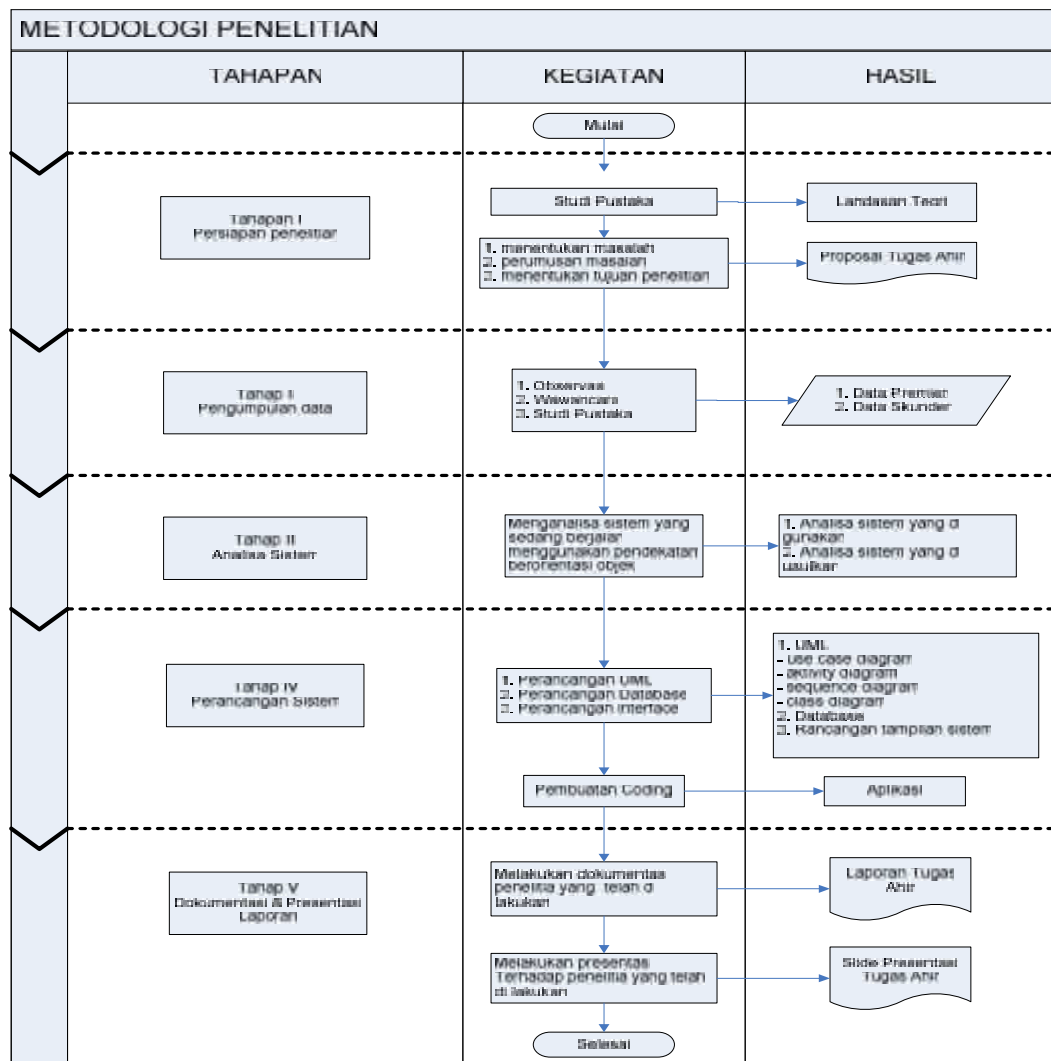 METODOLOGI PENELITIAN
TAHAPAN
KEGIATAN
HASIL
Mulai
Tahapan I
Persiapan penelitian
Studi Pustaka
Landasan Teori
1. menentukan masalah
2. perumusan masalah
3. menentukan tujuan penelitian
Proposal Tugas Ahir
Tahap II
Pengumpulan data
1. Observasi
2. Wawancara
3. Studi Pustaka
1. Data Premier
2. Data Skunder
Tahap III
Analisa Sistem
Menganalisa sistem yang
sedang berjalan
menggunakan pendekatan
berorientasi objek
1. Analisa sistem yang di
gunakan
2. Analisa sistem yang di
usulkan
Tahap IV
Perancangan Sistem
1. Perancangan UML
2. Perancangan Database
3. Perancangan Interface
1. UML
- use case diagram
- aktivity diagram
- sequence diagram
- class diagram
2. Database
3. Rancangan tampilan sistem
Pembuatan Coding
Aplikasi
Tahap V
Dokumentasi & Presentasi
Laporan
Melakukan dokumentasi
penelitia yang telah di
lakukan
Laporan Tugas
Ahir
Melakukan presentasi
Terhadap penelitia yang telah
di lakukan
Slide Presentasi
Tugas Ahir
Selesai